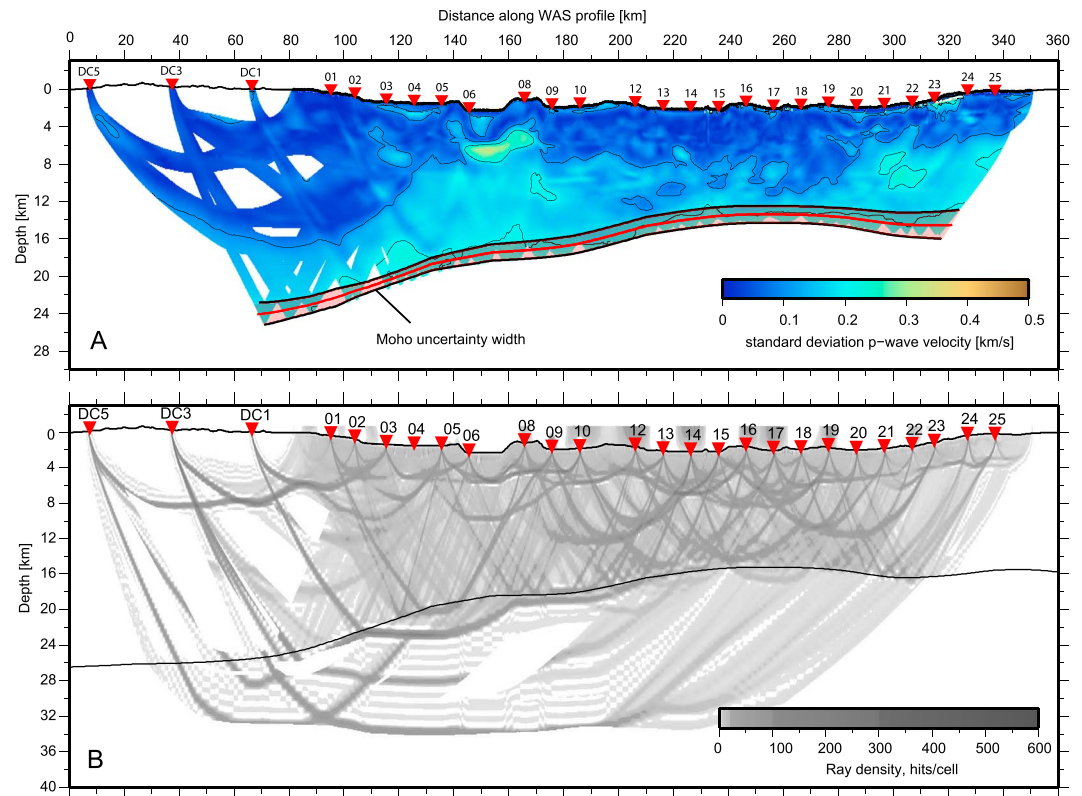 Distance along WAS profile [km]
0 20 40 60 80 100 120 140 160 180 200 220 240 260 280 300 320 340 360
DC5 DC3 DC1 01 02 03 04 05 06 08 09 10 12 13 14 15 16 17 18 19 20 21 22 23 24 25
0
4
8
12
16
20
24
28
Depth [km]
0 0.1 0.2 0.3 0.4 0.5
standard deviation p−wave velocity [km/s]
Moho uncertainty width
A
DC5 DC3 DC1 01 02 03 04 05 06 08 09 10 12 13 14 15 16 17 18 19 20 21 22 23 24 25
0
4
8
12
16
20
24
28
32
36
40
Depth [km]
0 100 200 300 400 500 600
Ray density, hits/cell
B